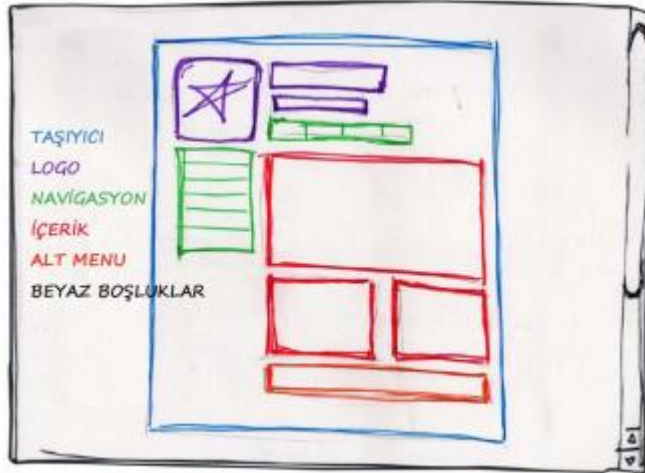 TAŞIYICI
LOGO
NAVİGASYON
İÇERİK
ALT MENU
BEYAZ BOŞLUKLAR